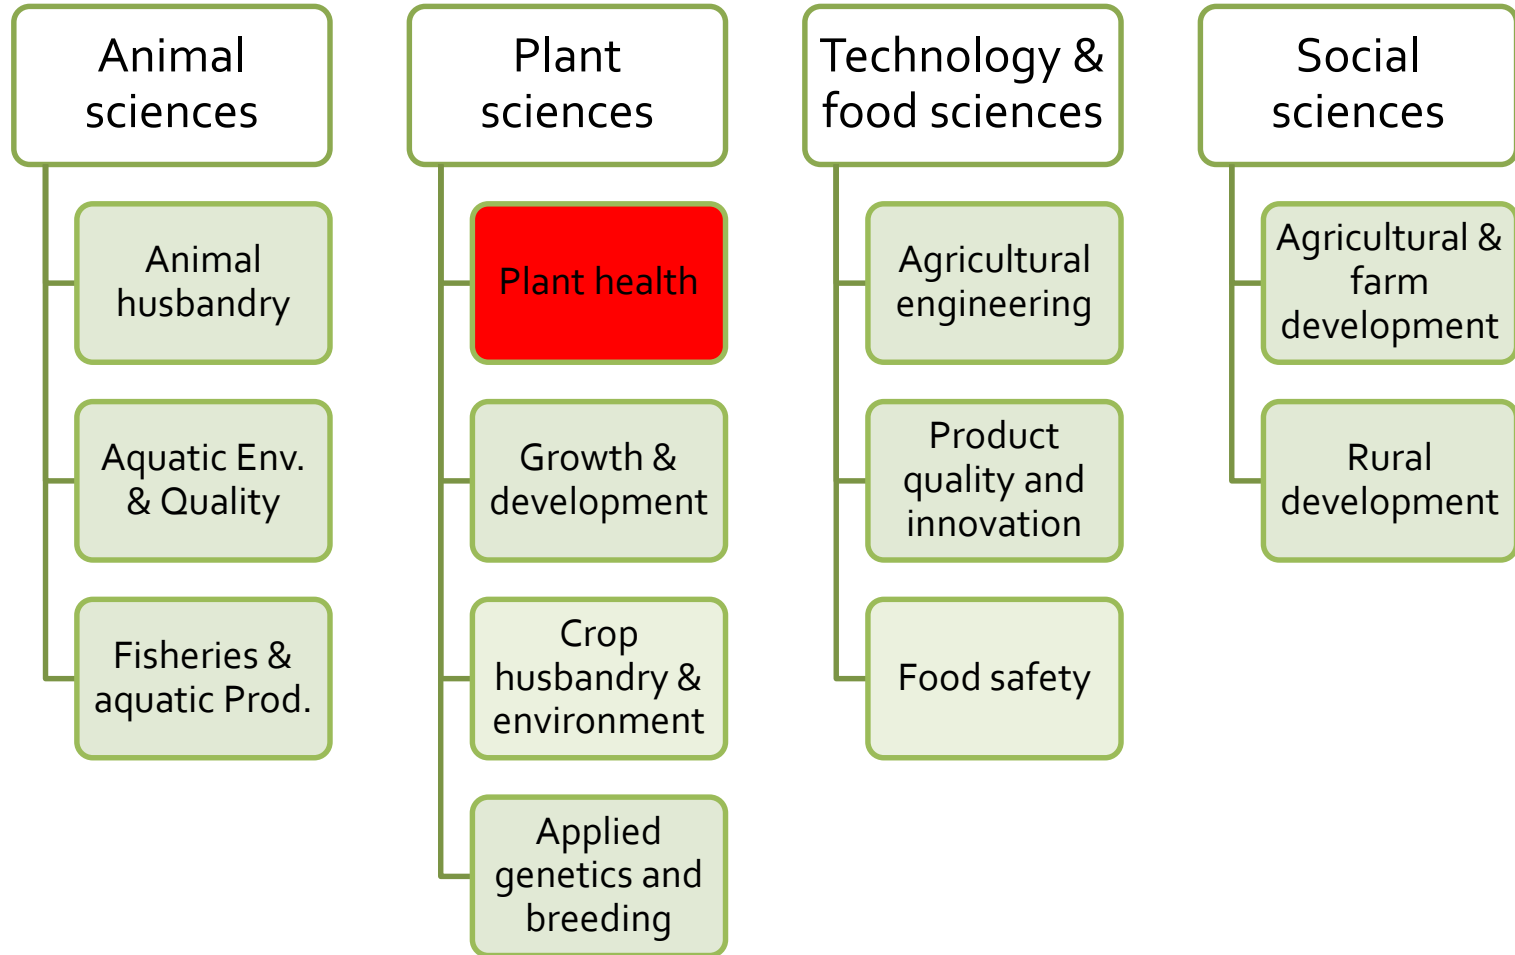 Animal
sciences
Animal
husbandry
Aquatic Env.
& Quality
Fisheries &
aquatic Prod.
Plant
sciences
Plant health
Growth &
development
Crop
husbandry &
environment
Applied
genetics and
breeding
Technology &
food sciences
Agricultural
engineering
Product
quality and
innovation
Food safety
Social
sciences
Agricultural &
farm
development
Rural
development